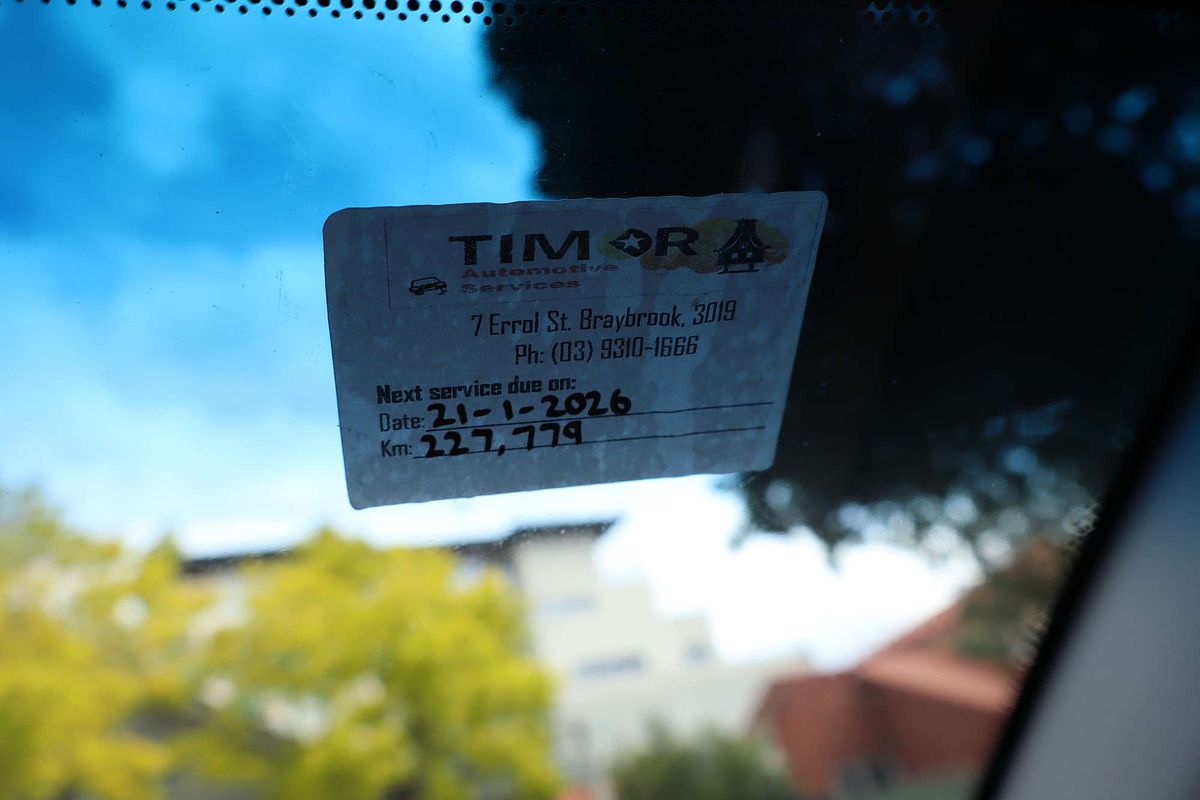 TIMOR
Automotive
Services
7 Errol St. Braybrook, 3019
Ph: (03) 9310-1666
Next service due on:
Date: 21-1-2026
Km: 227,779